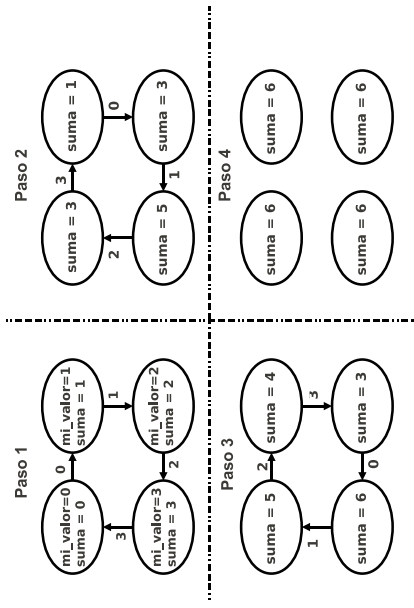 Paso 1
mi_valor=0
suma = 0
0
mi_valor=1
suma = 1
3
1
mi_valor=3
suma = 3
2
mi_valor=2
suma = 2
Paso 2
suma = 3
3
suma = 1
2
0
suma = 5
1
suma = 3
Paso 3
suma = 5
2
suma = 4
1
3
suma = 6
0
suma = 3
Paso 4
suma = 6
suma = 6
suma = 6
suma = 6